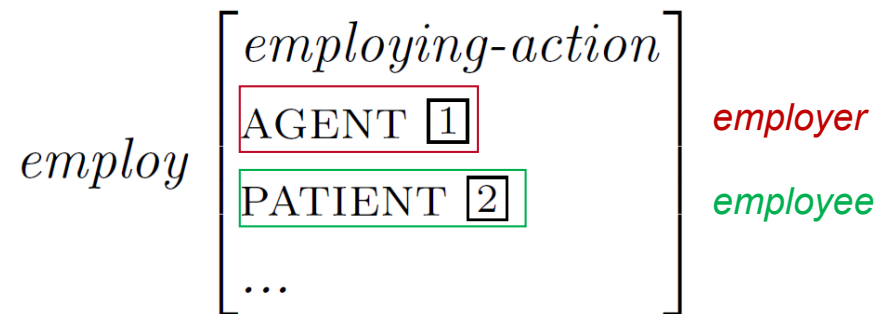 employing-action
AGENT 1 employer
employ
PATIENT 2 employee
...